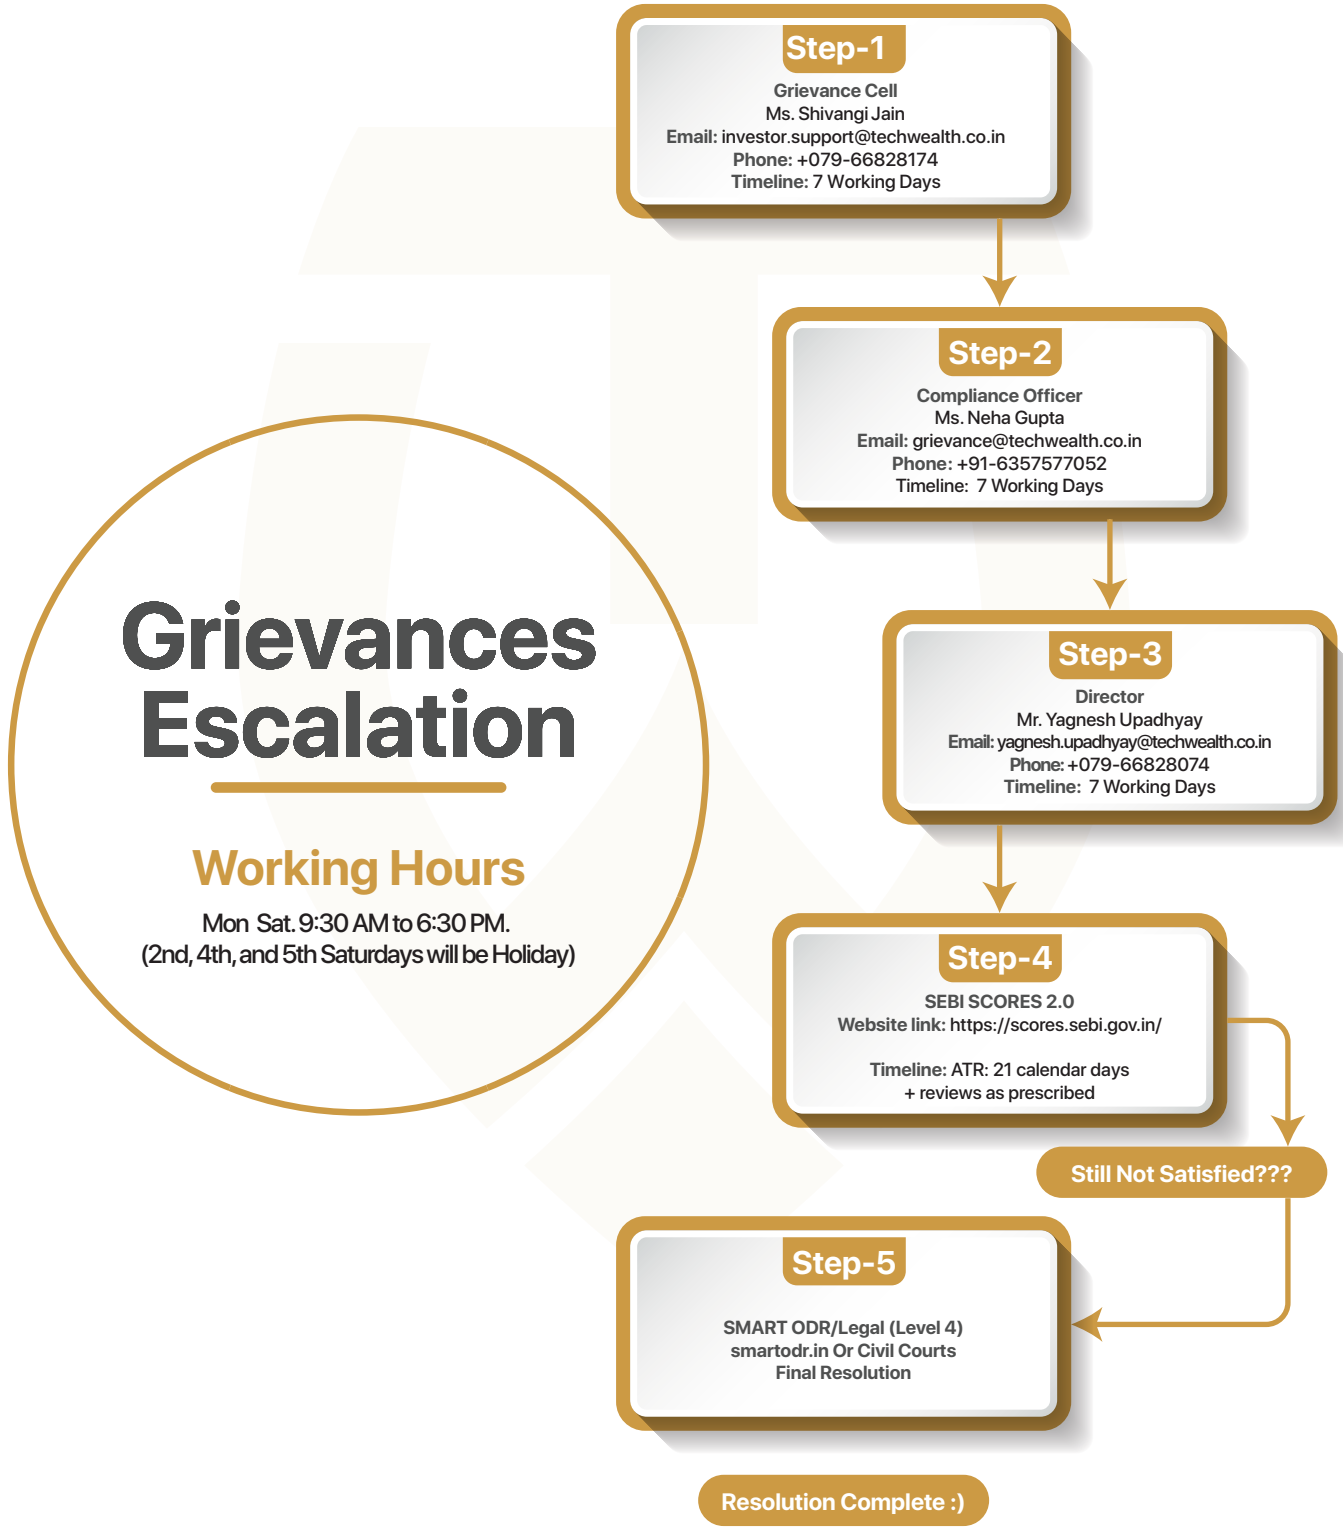 Step-1
Grievance Cell
Ms. Shivangi Jain
Email: investor.support@techwealth.co.in
Phone: +079-66828174
Timeline: 7 Working Days
Step-2
Compliance Officer
Ms. Neha Gupta
Email: grievance@techwealth.co.in
Phone: +91-6357577052
Timeline: 7 Working Days
Grievances
Escalation
Working Hours
Mon Sat. 9:30 AM to 6:30 PM.
(2nd, 4th, and 5th Saturdays will be Holiday)
Step-3
Director
Mr. Yagnesh Upadhyay
Email: yagnesh.upadhyay@techwealth.co.in
Phone: +079-66828074
Timeline: 7 Working Days
Step-4
SEBI SCORES 2.0
Website link: https://scores.sebi.gov.in/
Timeline: ATR: 21 calendar days
+ reviews as prescribed
Still Not Satisfied???
Step-5
SMART ODR/Legal (Level 4)
smartodr.in Or Civil Courts
Final Resolution
Resolution Complete :)